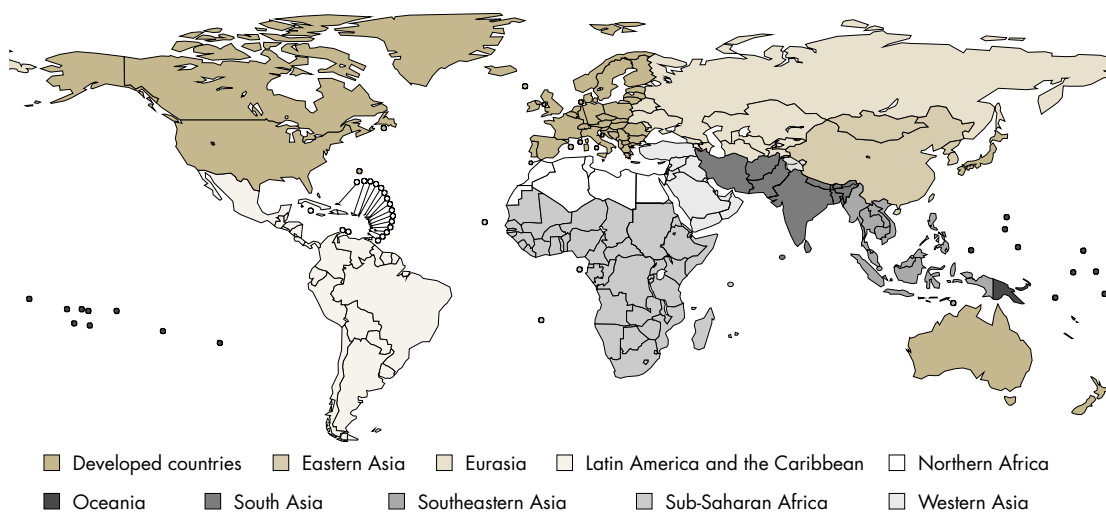 Developed countries Eastern Asia Eurasia Latin America and the Caribbean Northern Africa
Oceania South Asia Southeastern Asia Sub-Saharan Africa Western Asia